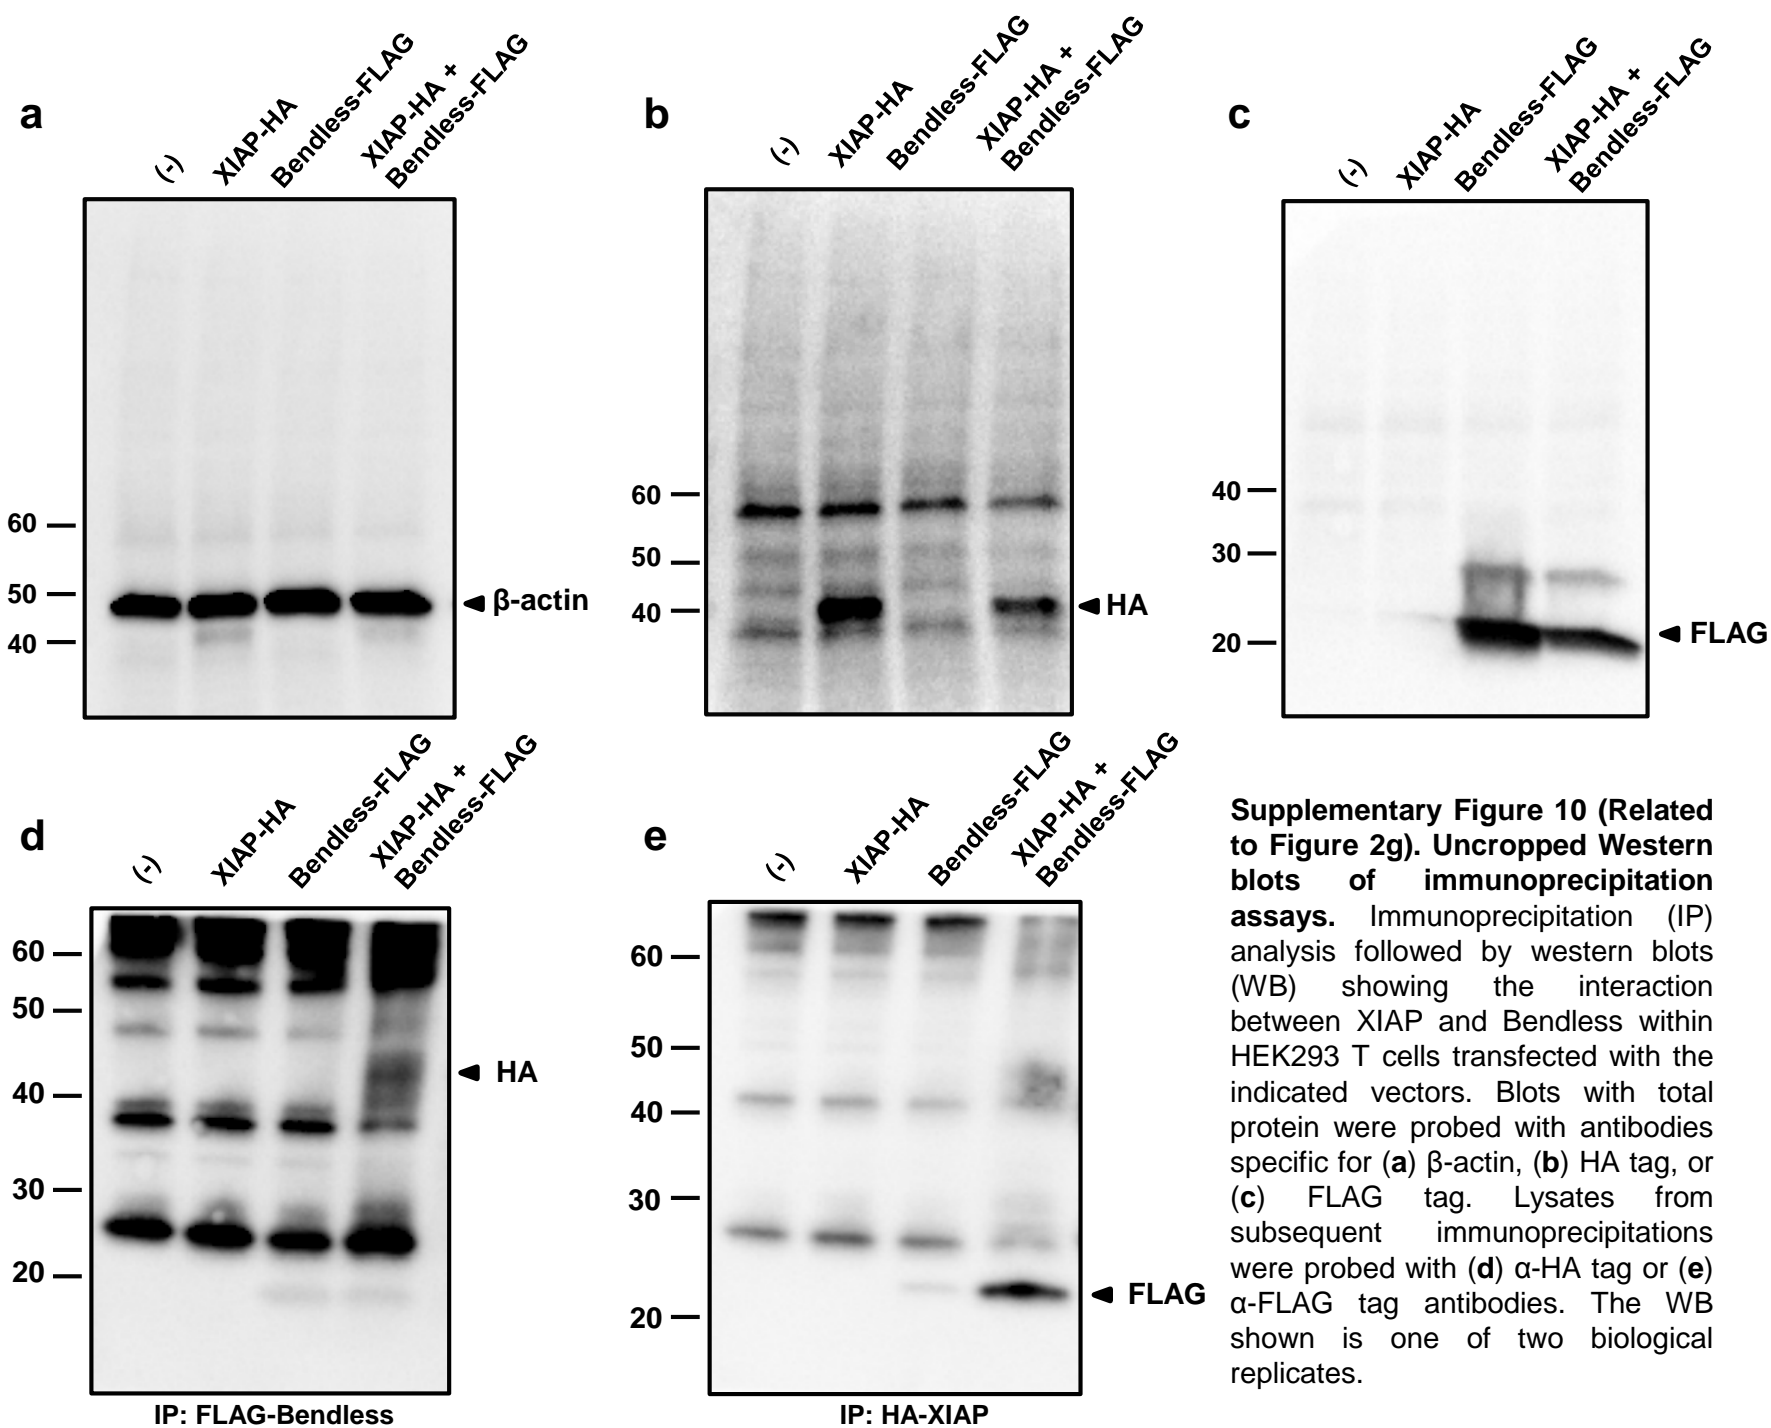 a
(-)
XIAP-HA
Bendless-FLAG
XIAP-HA +
Bendless-FLAG
60
50
40
β-actin
b
(-)
XIAP-HA
Bendless-FLAG
XIAP-HA +
Bendless-FLAG
60
50
40
HA
c
(-)
XIAP-HA
Bendless-FLAG
XIAP-HA +
Bendless-FLAG
40
30
20
FLAG
d
(-)
XIAP-HA
Bendless-FLAG
XIAP-HA +
Bendless-FLAG
60
50
40
30
20
HA
IP: FLAG-Bendless
e
(-)
XIAP-HA
Bendless-FLAG
XIAP-HA +
Bendless-FLAG
60
50
40
30
20
FLAG
IP: HA-XIAP
Supplementary Figure 10 (Related
to Figure 2g). Uncropped Western
blots of immunoprecipitation
assays. Immunoprecipitation (IP)
analysis followed by western blots
(WB) showing the interaction
between XIAP and Bendless within
HEK293 T cells transfected with the
indicated vectors. Blots with total
protein were probed with antibodies
specific for (a) β-actin, (b) HA tag, or
(c) FLAG tag. Lysates from
subsequent immunoprecipitations
were probed with (d) α-HA tag or (e)
α-FLAG tag antibodies. The WB
shown is one of two biological
replicates.